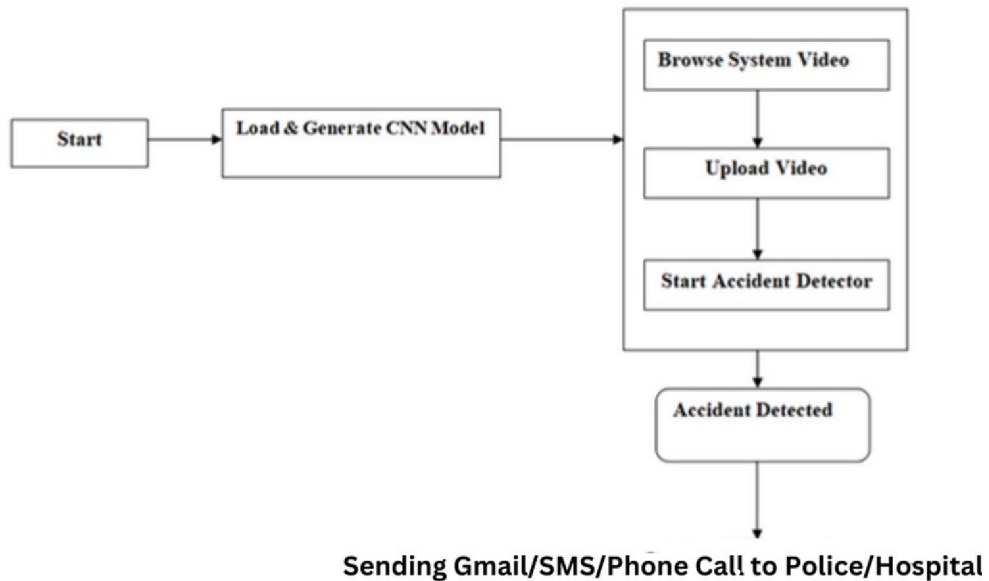 Start
Load & Generate CNN Model
Browse System Video
Upload Video
Start Accident Detector
Accident Detected
Sending Gmail/SMS/Phone Call to Police/Hospital